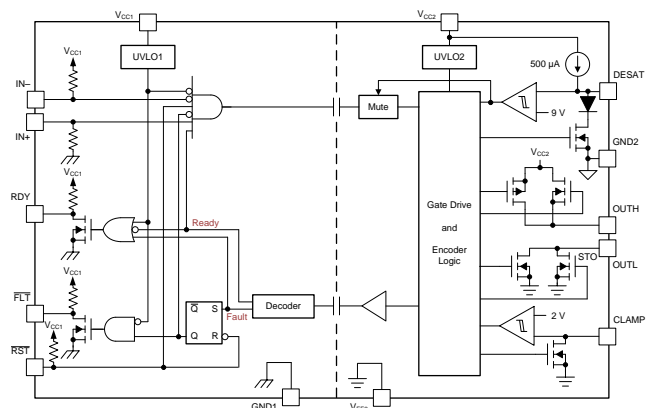 VCC1
VCC2
VCC1
UVLO1
UVLO2
500 µA
DESAT
IN–
Mute
9 V
IN+
GND2
VCC1
VCC2
RDY
Ready
Gate Drive
and
Encoder
Logic
OUTH
VCC1
STO
OUTL
FLT
Q S
Decoder
Fault
2 V
CLAMP
VCC1
Q R
RST
GND1